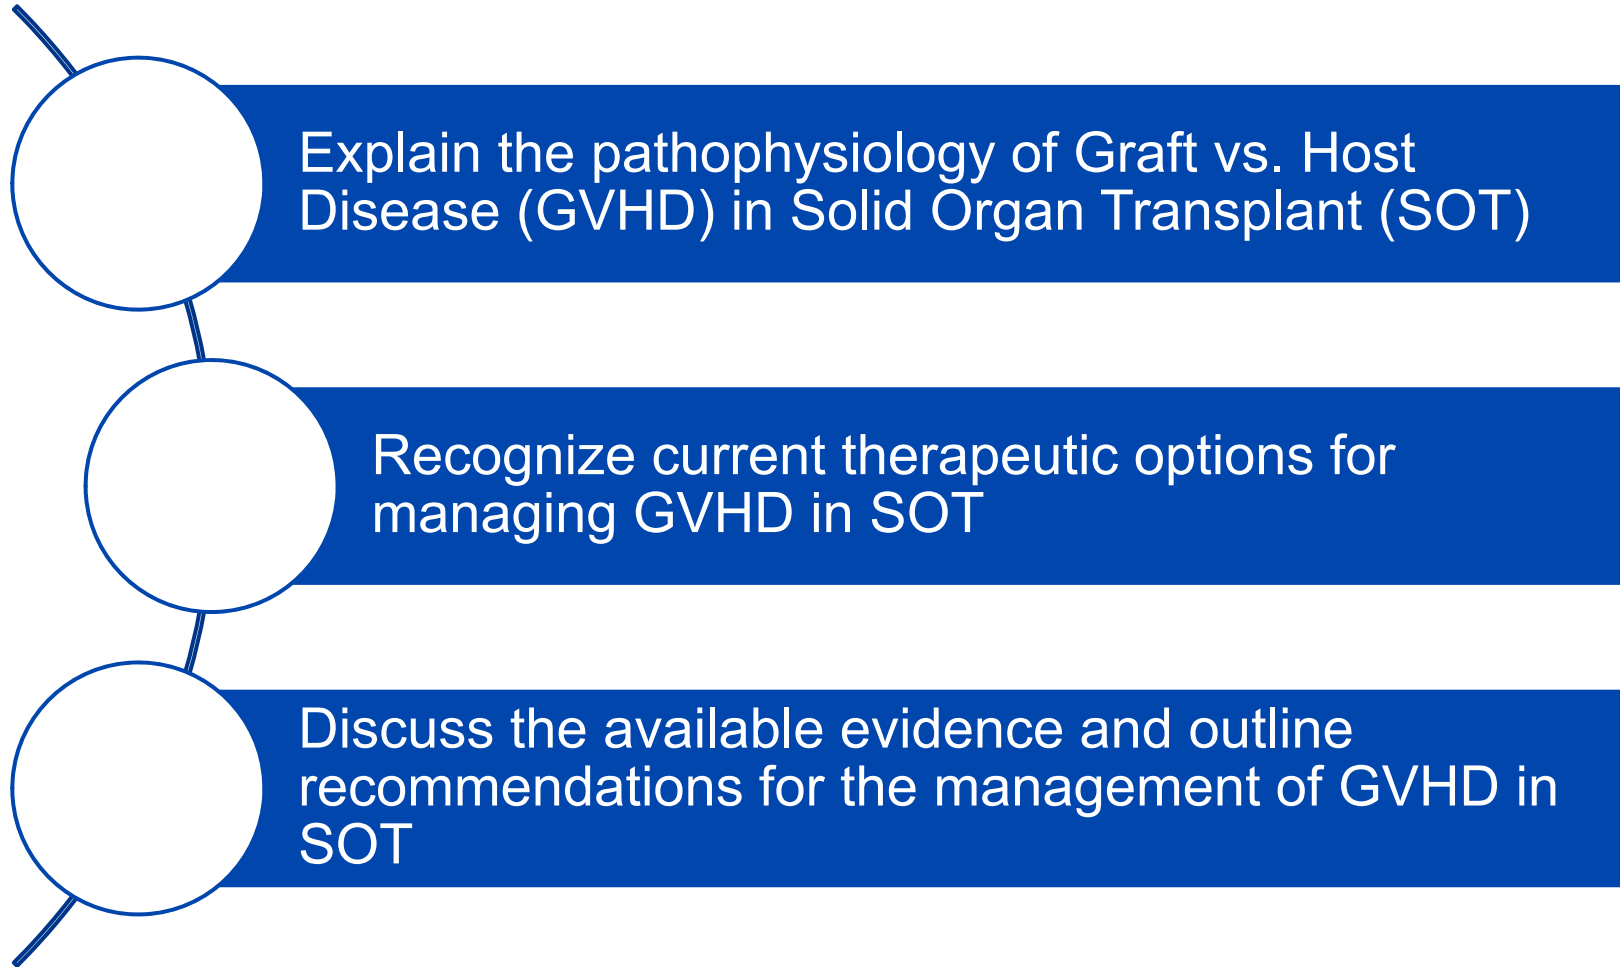 Explain the pathophysiology of Graft vs. Host
Disease (GVHD) in Solid Organ Transplant (SOT)
Recognize current therapeutic options for
managing GVHD in SOT
Discuss the available evidence and outline
recommendations for the management of GVHD in
SOT